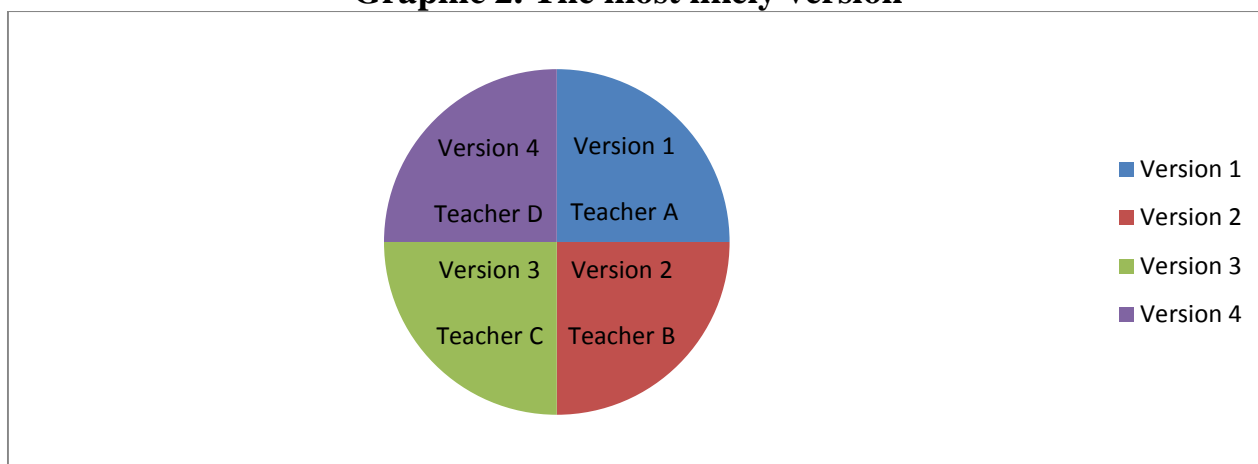 Graphic 2. The most likely version
Version 4
Version 1
Teacher D
Teacher A
Version 3
Version 2
Teacher C
Teacher B
Version 1
Version 2
Version 3
Version 4